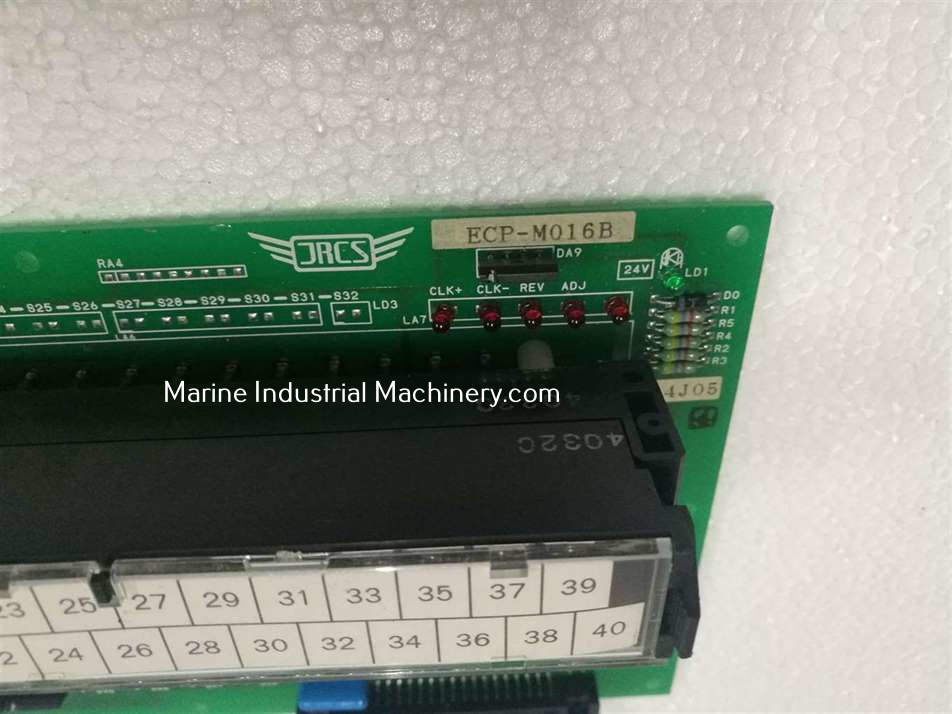 JRCS
ECP-M016B
RA4
DA9
24V
LD1
S25 S26 S27 S28 S29 S30 S31 S32
LD3
CLK+ CLK- REV ADJ
LA7
D0
R1
R5
R4
R2
R3
4J05
Marine Industrial Machinery.com
4032C
25 27 29 31 33 35 37 39
24 26 28 30 32 34 36 38 40